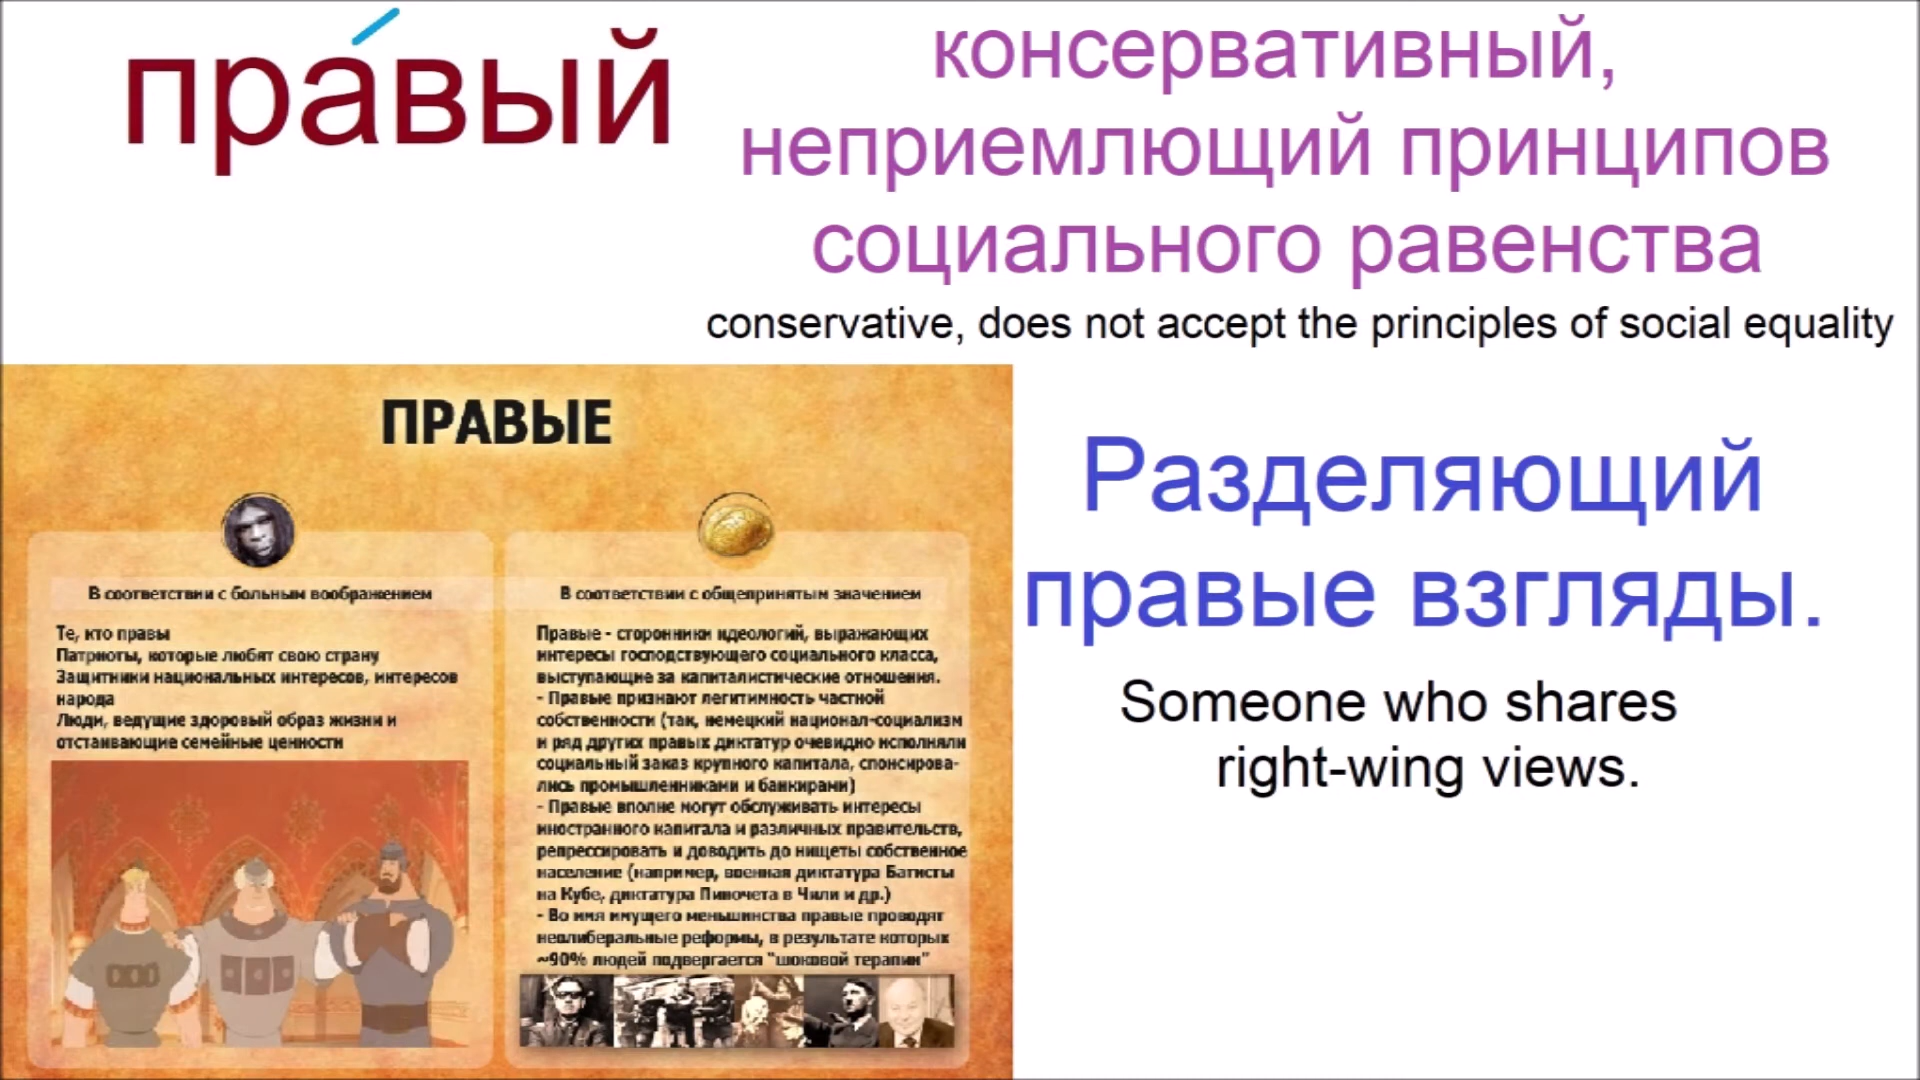 пра́вый
консервативный,
неприемлющий принципов
социального равенства
conservative, does not accept the principles of social equality
ПРАВЫЕ
В соответствии с больным воображением
Те, кто правы
Патриоты, которые любят свою страну
Защитники национальных интересов, интересов
народа
Люди, ведущие здоровый образ жизни и
отстаивающие семейные ценности
В соответствии с общепринятым значением
Правые - сторонники идеологий, выражающих
интересы господствующего социального класса,
выступающие за капиталистические отношения.
- Правые признают легитимность частной
собственности (так, немецкий национал-социализм
и ряд других правых диктатур очевидно исполняли
социальный заказ крупного капитала, спонсирова-
лись промышленниками и банкирами)
- Правые вполне могут обслуживать интересы
иностранного капитала и различных правительств,
репрессировать и доводить до нищеты собственное
население (например, военная диктатура Батисты
на Кубе, диктатура Пиночета в Чили и др.)
- Во имя имущего меньшинства правые проводят
неолиберальные реформы, в результате которых
~90% людей подвергается "шоковой терапии"
Разделяющий
правые взгляды.
Someone who shares
right-wing views.